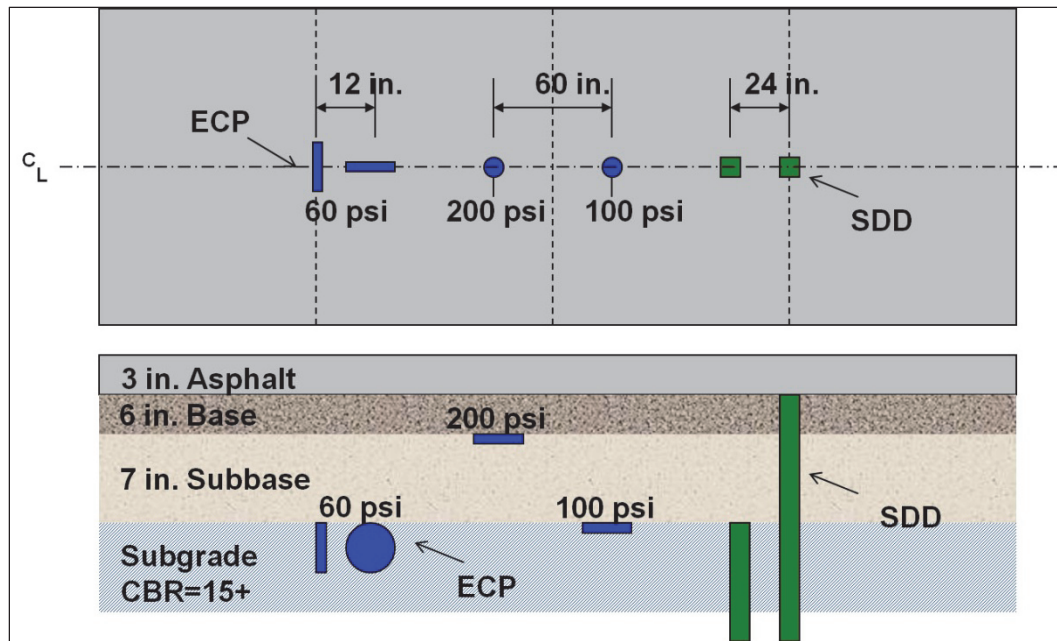 12 in.
60 in.
24 in.
ECP
CL
60 psi
200 psi
100 psi
SDD
3 in. Asphalt
6 in. Base
200 psi
7 in. Subbase
60 psi
100 psi
SDD
Subgrade
CBR=15+
ECP